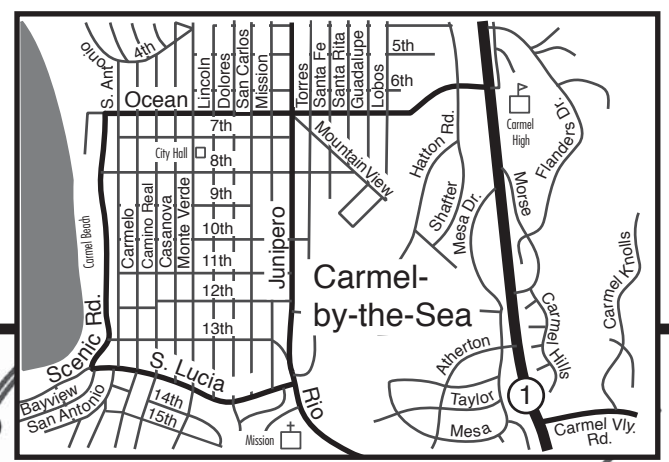 S. Antonio
4th
Lincoln
Dolores
San Carlos
Mission
Torres
Santa Fe
Santa Rita
Guadalupe
Lobos
5th
6th
Ocean
7th
City Hall
8th
Mountain View
Hatton Rd.
Carmel
High
Flanders Dr.
Shafter
Mesa Dr.
Morse
9th
10th
11th
12th
13th
Carmel Beach
Carmelo
Camino Real
Casanova
Monte Verde
Junipero
Carmel-
by-the-Sea
Carmel Knolls
Carmel Hills
Scenic Rd.
S. Lucia
Rio
Atherton
Taylor
Mesa
1
Carmel Vly.
Rd.
Bayview
San Antonio
14th
15th
Mission